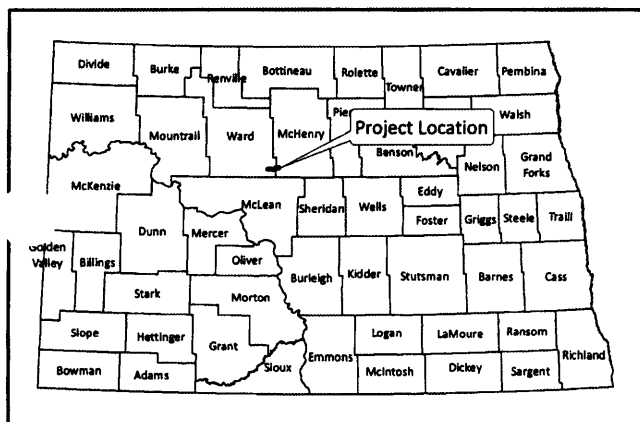 Divide
Burke
Renville
Bottineau
Rolette
Towner
Cavalier
Pembina
Williams
Mountrail
Ward
McHenry
Project Location
Walsh
Benson
Nelson
Grand
Forks
McKenzie
McLean
Sheridan
Wells
Eddy
Foster
Griggs
Steele
Traill
Dunn
Mercer
Oliver
Golden
Valley
Billings
Burleigh
Kidder
Stutsman
Barnes
Cass
Stark
Morton
Slope
Hettinger
Grant
Sioux
Emmons
Logan
LaMoure
Ransom
Richland
Bowman
Adams
McIntosh
Dickey
Sargent